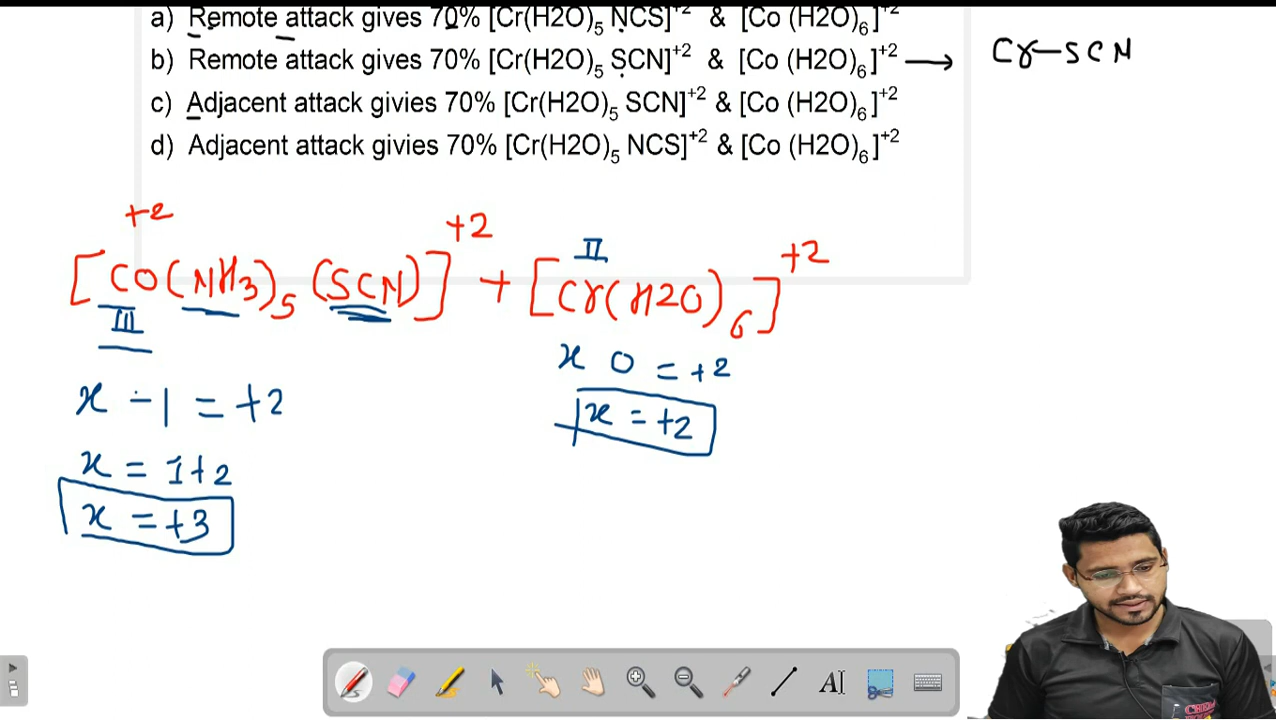 a) Remote attack gives 70% [Cr(H2O)5 NCS]+2 & [Co (H2O)6]+2
b) Remote attack gives 70% [Cr(H2O)5 SCN]+2 & [Co (H2O)6]+2 → Cr-SCN
c) Adjacent attack givies 70% [Cr(H2O)5 SCN]+2 & [Co (H2O)6]+2
d) Adjacent attack givies 70% [Cr(H2O)5 NCS]+2 & [Co (H2O)6]+2
+2
[CO(NH3)5(SCN)]+2 + [Cr(H2O)6]+2
III II
x 0 = +2
x - 1 = +2
x = +2
x = 1+2
x = +3
AI
CHEM